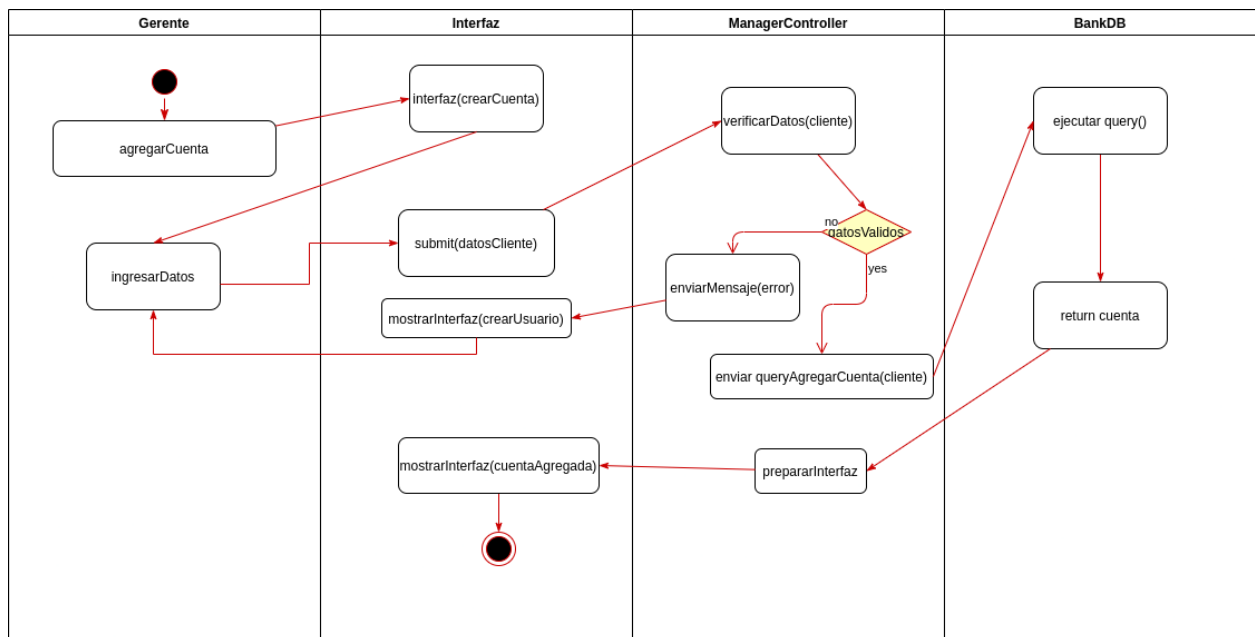 Gerente
Interfaz
ManagerController
BankDB
interfaz(crearCuenta)
agregarCuenta
verificarDatos(cliente)
ejecutar query()
submit(datosCliente)
no
datosValidos
ingresarDatos
yes
enviarMensaje(error)
mostrarInterfaz(crearUsuario)
return cuenta
enviar queryAgregarCuenta(cliente)
mostrarInterfaz(cuentaAgregada)
prepararInterfaz